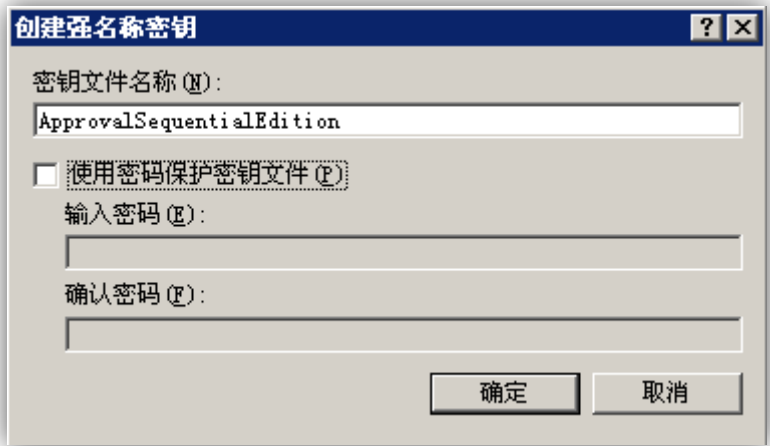 创建强名称密钥
密钥文件名称(N):
ApprovalSequentialEdition
使用密码保护密钥文件(P)
输入密码(E):
确认密码(F):
确定 取消